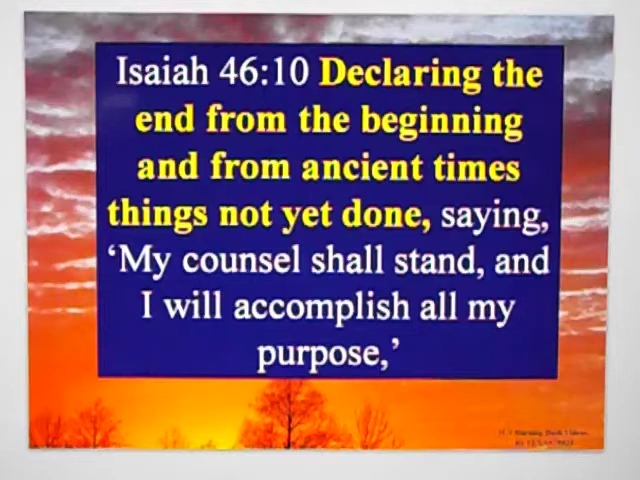 Isaiah 46:10 Declaring the
end from the beginning
and from ancient times
things not yet done, saying,
‘My counsel shall stand, and
I will accomplish all my
purpose,’